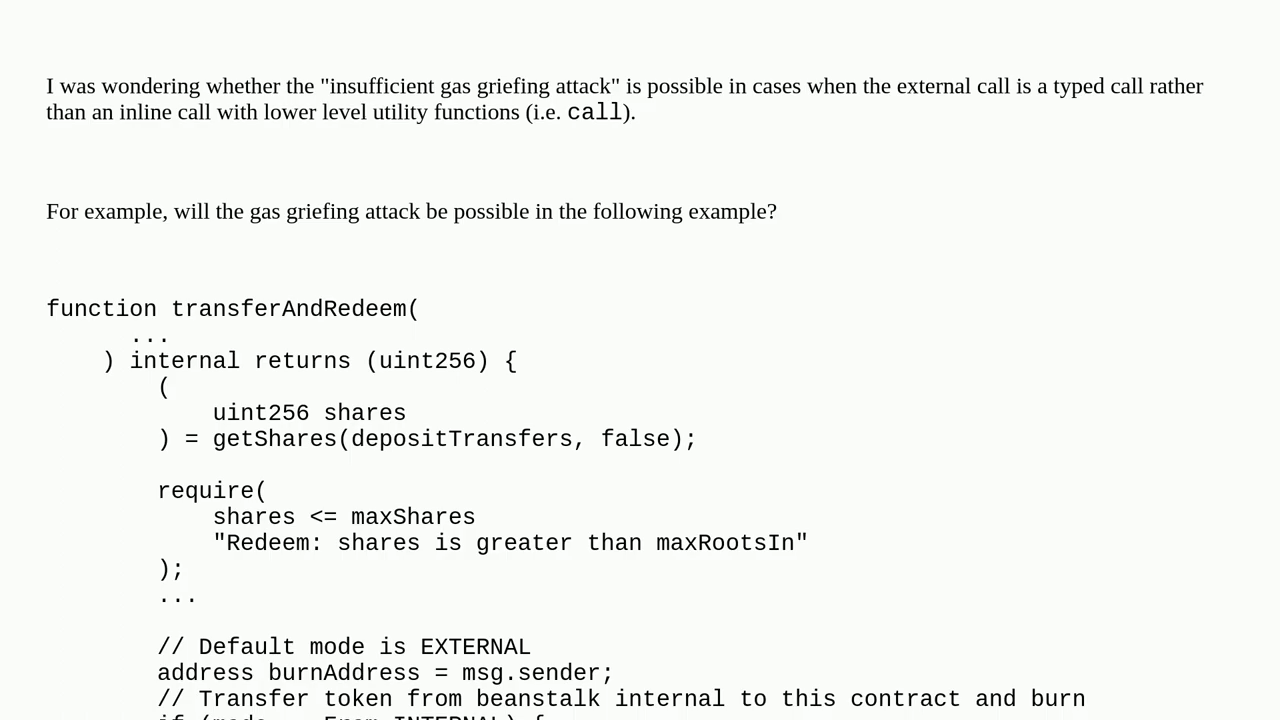 I was wondering whether the "insufficient gas griefing attack" is possible in cases when the external call is a typed call rather
than an inline call with lower level utility functions (i.e. call).
For example, will the gas griefing attack be possible in the following example?
function transferAndRedeem(
      ...
    ) internal returns (uint256) {
        (
            uint256 shares
        ) = getShares(depositTransfers, false);
        require(
            shares <= maxShares
            "Redeem: shares is greater than maxRootsIn"
        );
        ...
        // Default mode is EXTERNAL
        address burnAddress = msg.sender;
        // Transfer token from beanstalk internal to this contract and burn
        if (mode == From.INTERNAL) {